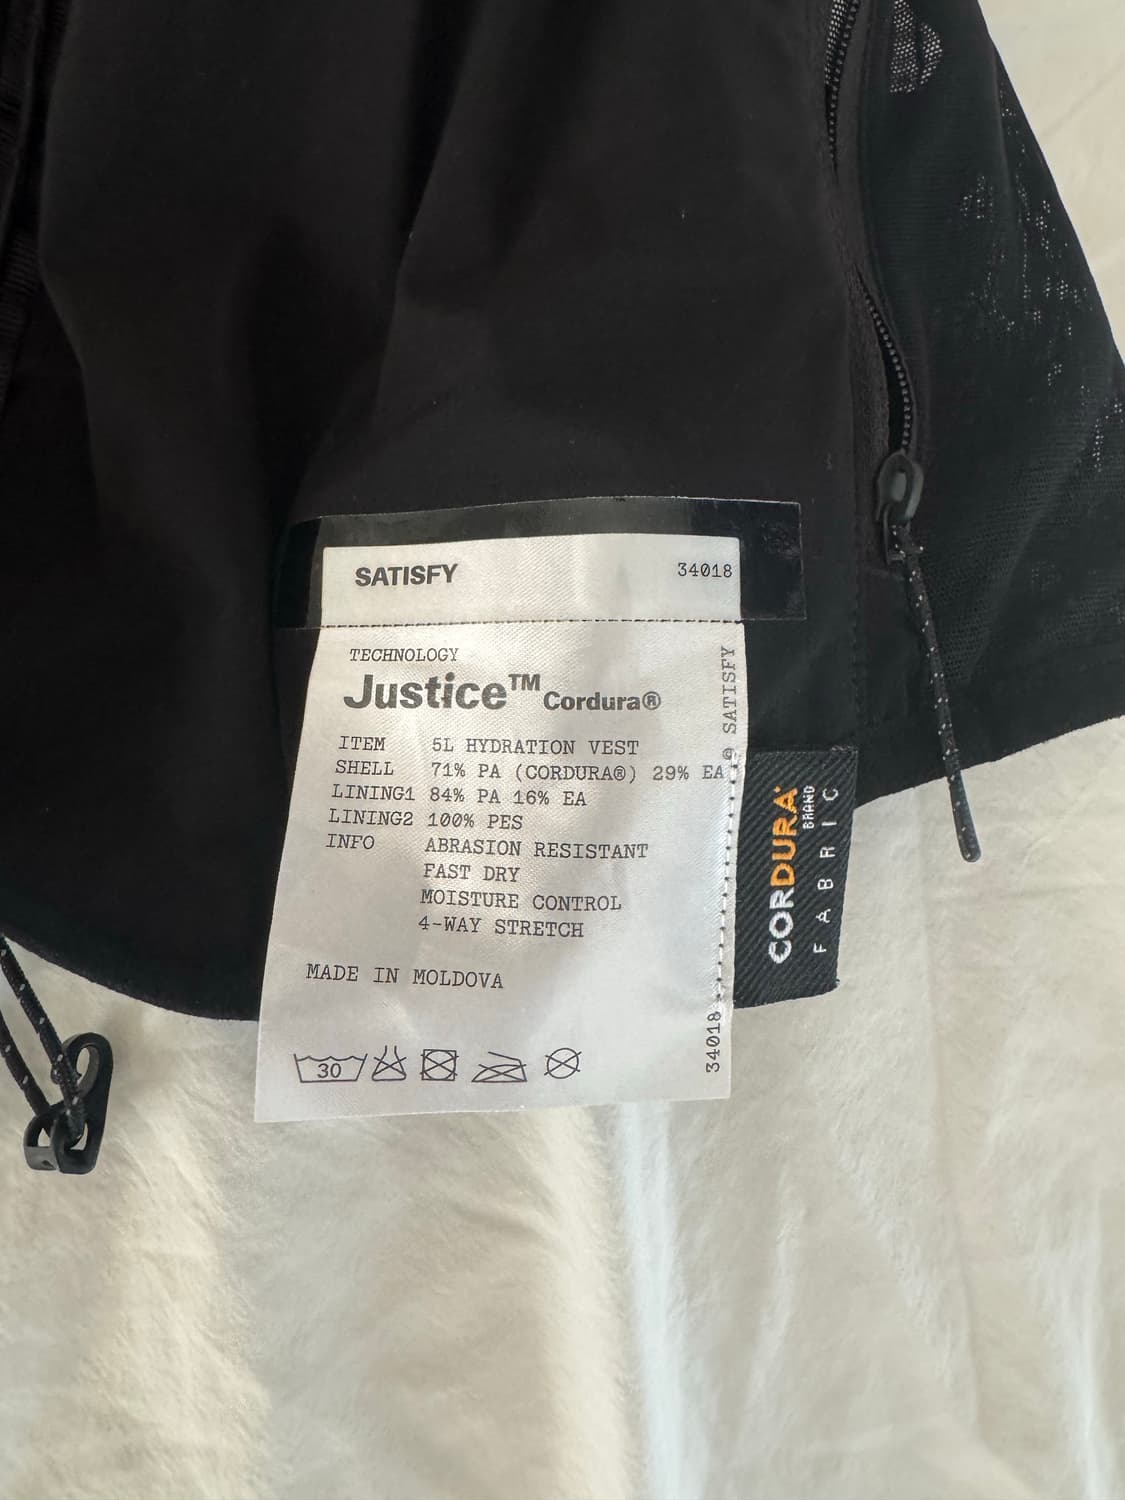 SATISFY 34018
TECHNOLOGY
Justice™ Cordura®
ITEM 5L HYDRATION VEST
SHELL 71% PA (CORDURA®) 29% EA
LINING1 84% PA 16% EA
LINING2 100% PES
INFO ABRASION RESISTANT
FAST DRY
MOISTURE CONTROL
4-WAY STRETCH
MADE IN MOLDOVA
30
© SATISFY
34018
CORDURA®
BRAND
FABRIC